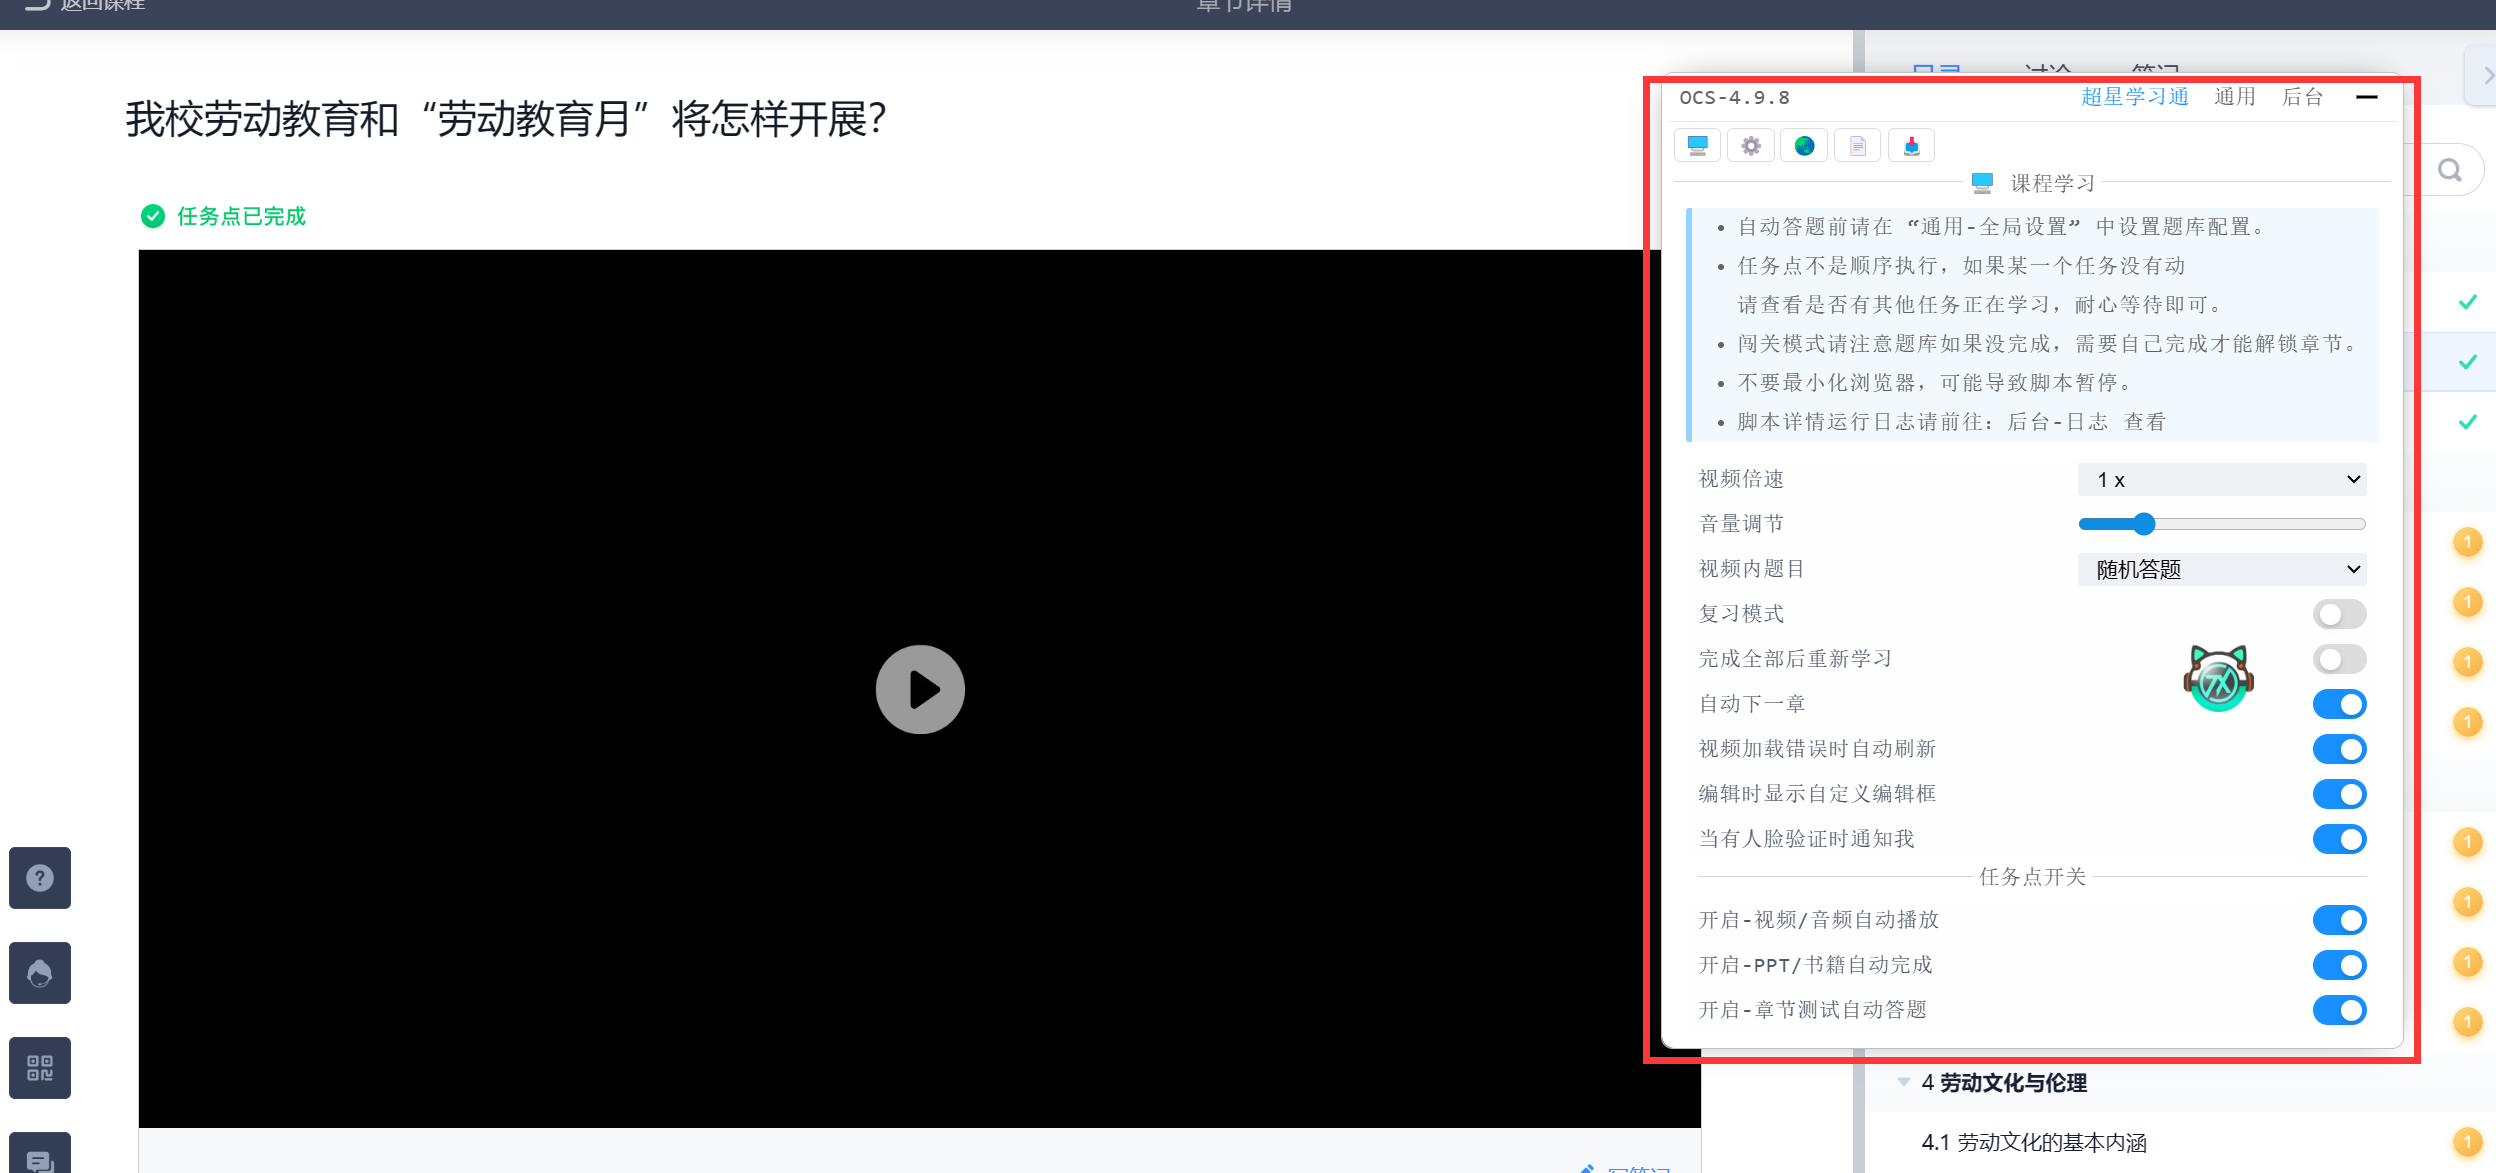 返回课程
章节详情
目录
讨论
笔记
我校劳动教育和“劳动教育月”将怎样开展?
任务点已完成
OCS-4.9.8
超星学习通 通用 后台
课程学习
自动答题前请在 “通用-全局设置” 中设置题库配置。
任务点不是顺序执行，如果某一个任务没有动
请查看是否有其他任务正在学习，耐心等待即可。
闯关模式请注意题库如果没完成，需要自己完成才能解锁章节。
不要最小化浏览器，可能导致脚本暂停。
脚本详情运行日志请前往：后台-日志 查看
视频倍速
1 x
音量调节
视频内题目
随机答题
复习模式
完成全部后重新学习
自动下一章
视频加载错误时自动刷新
编辑时显示自定义编辑框
当有人脸验证时通知我
任务点开关
开启-视频/音频自动播放
开启-PPT/书籍自动完成
开启-章节测试自动答题
1
1
1
1
1
1
1
1
4 劳动文化与伦理
4.1 劳动文化的基本内涵
1
写笔记